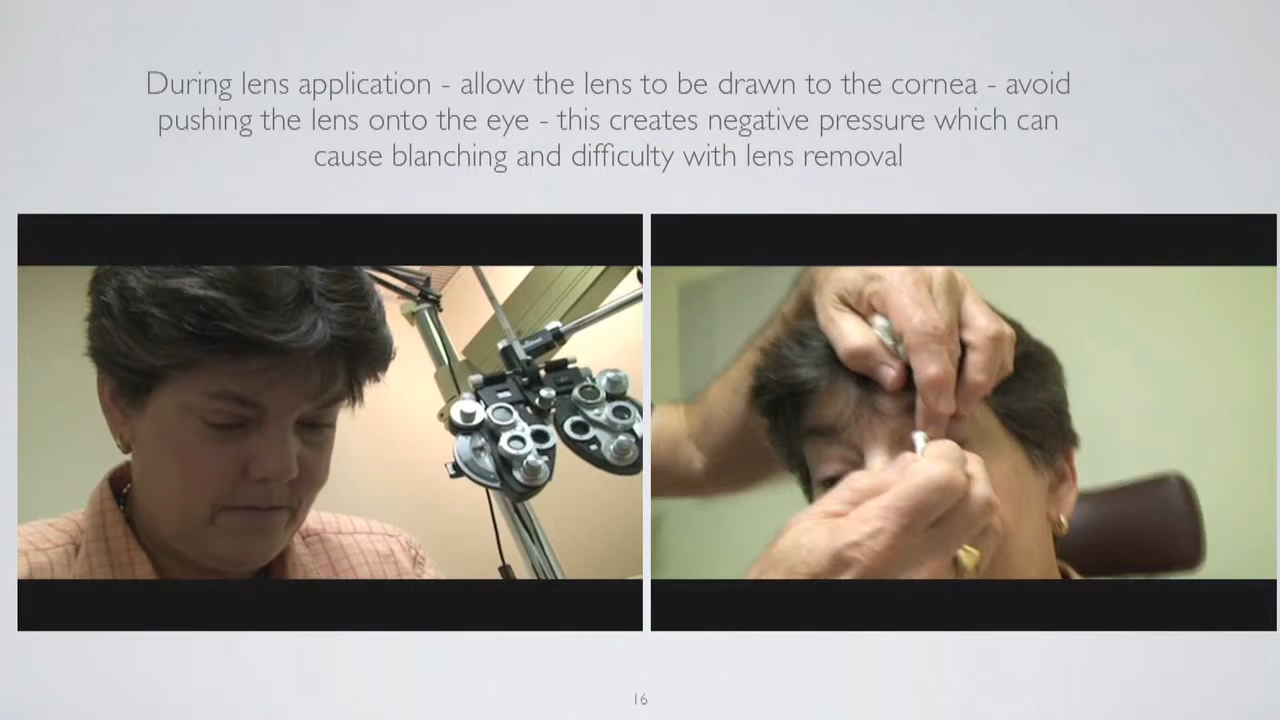 During lens application - allow the lens to be drawn to the cornea - avoid
pushing the lens onto the eye - this creates negative pressure which can
cause blanching and difficulty with lens removal
16